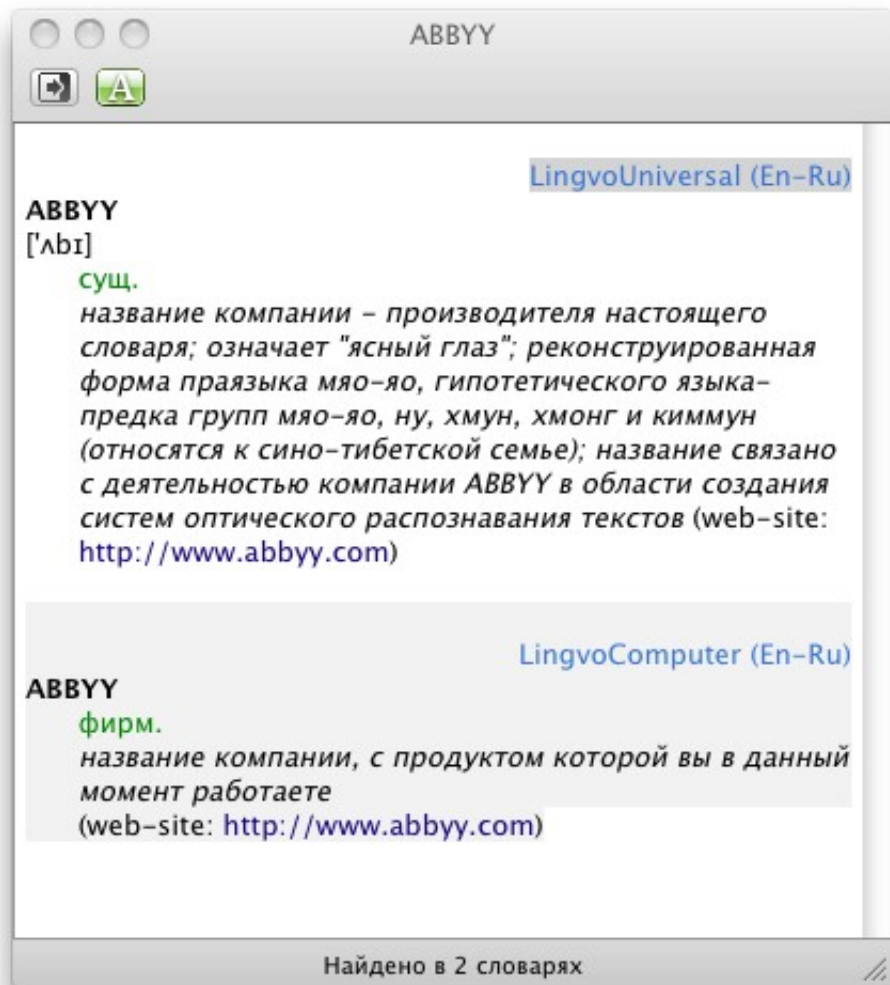 ABBYY
A
LingvoUniversal (En-Ru)
ABBYY
['ʌbɪ]
сущ.
название компании - производителя настоящего
словаря; означает "ясный глаз"; реконструированная
форма праязыка мяо-яо, гипотетического языка-
предка групп мяо-яо, ну, хмун, хмонг и киммун
(относятся к сино-тибетской семье); название связано
с деятельностью компании ABBYY в области создания
систем оптического распознавания текстов (web-site:
http://www.abbyy.com)
LingvoComputer (En-Ru)
ABBYY
фирм.
название компании, с продуктом которой вы в данный
момент работаете
(web-site: http://www.abbyy.com)
Найдено в 2 словарях